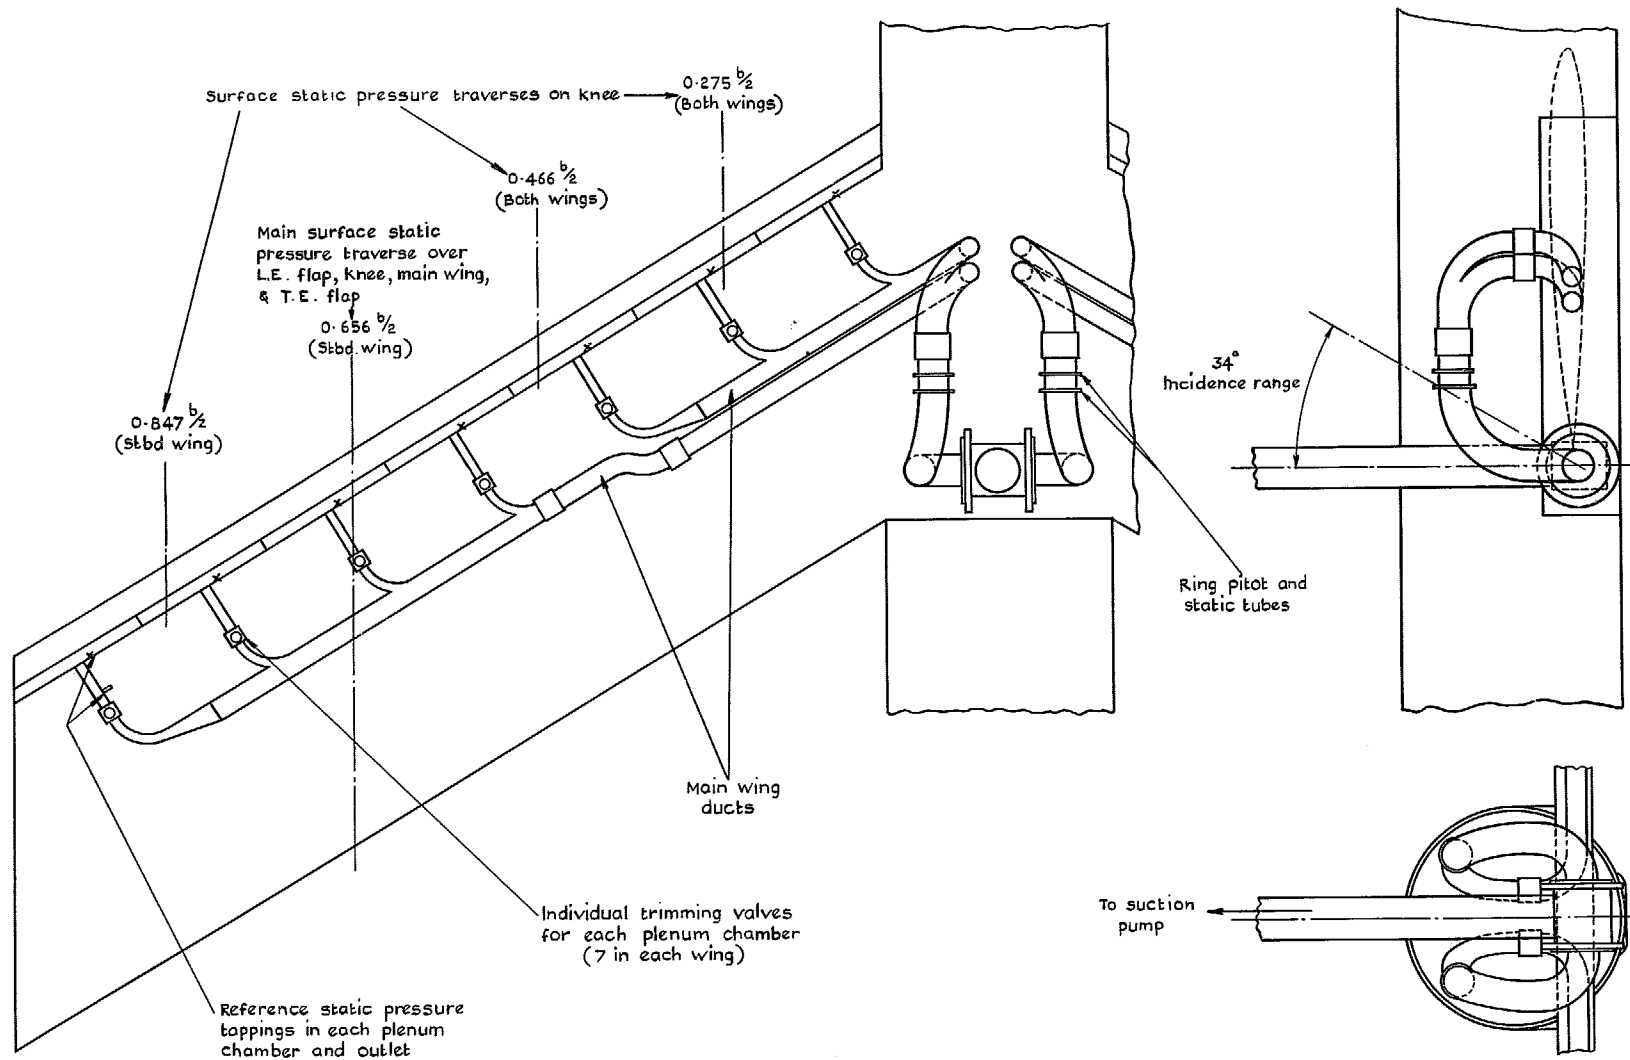 Surface static pressure traverses on knee
0·275 b/2
(Both wings)
0·466 b/2
(Both wings)
Main surface static
pressure traverse over
L.E. flap, knee, main wing,
& T.E. flap
0·656 b/2
(Stbd wing)
0·847 b/2
(Stbd wing)
34°
Incidence range
Ring pitot and
static tubes
Main wing
ducts
Individual trimming valves
for each plenum chamber
(7 in each wing)
To suction
pump
Reference static pressure
tappings in each plenum
chamber and outlet